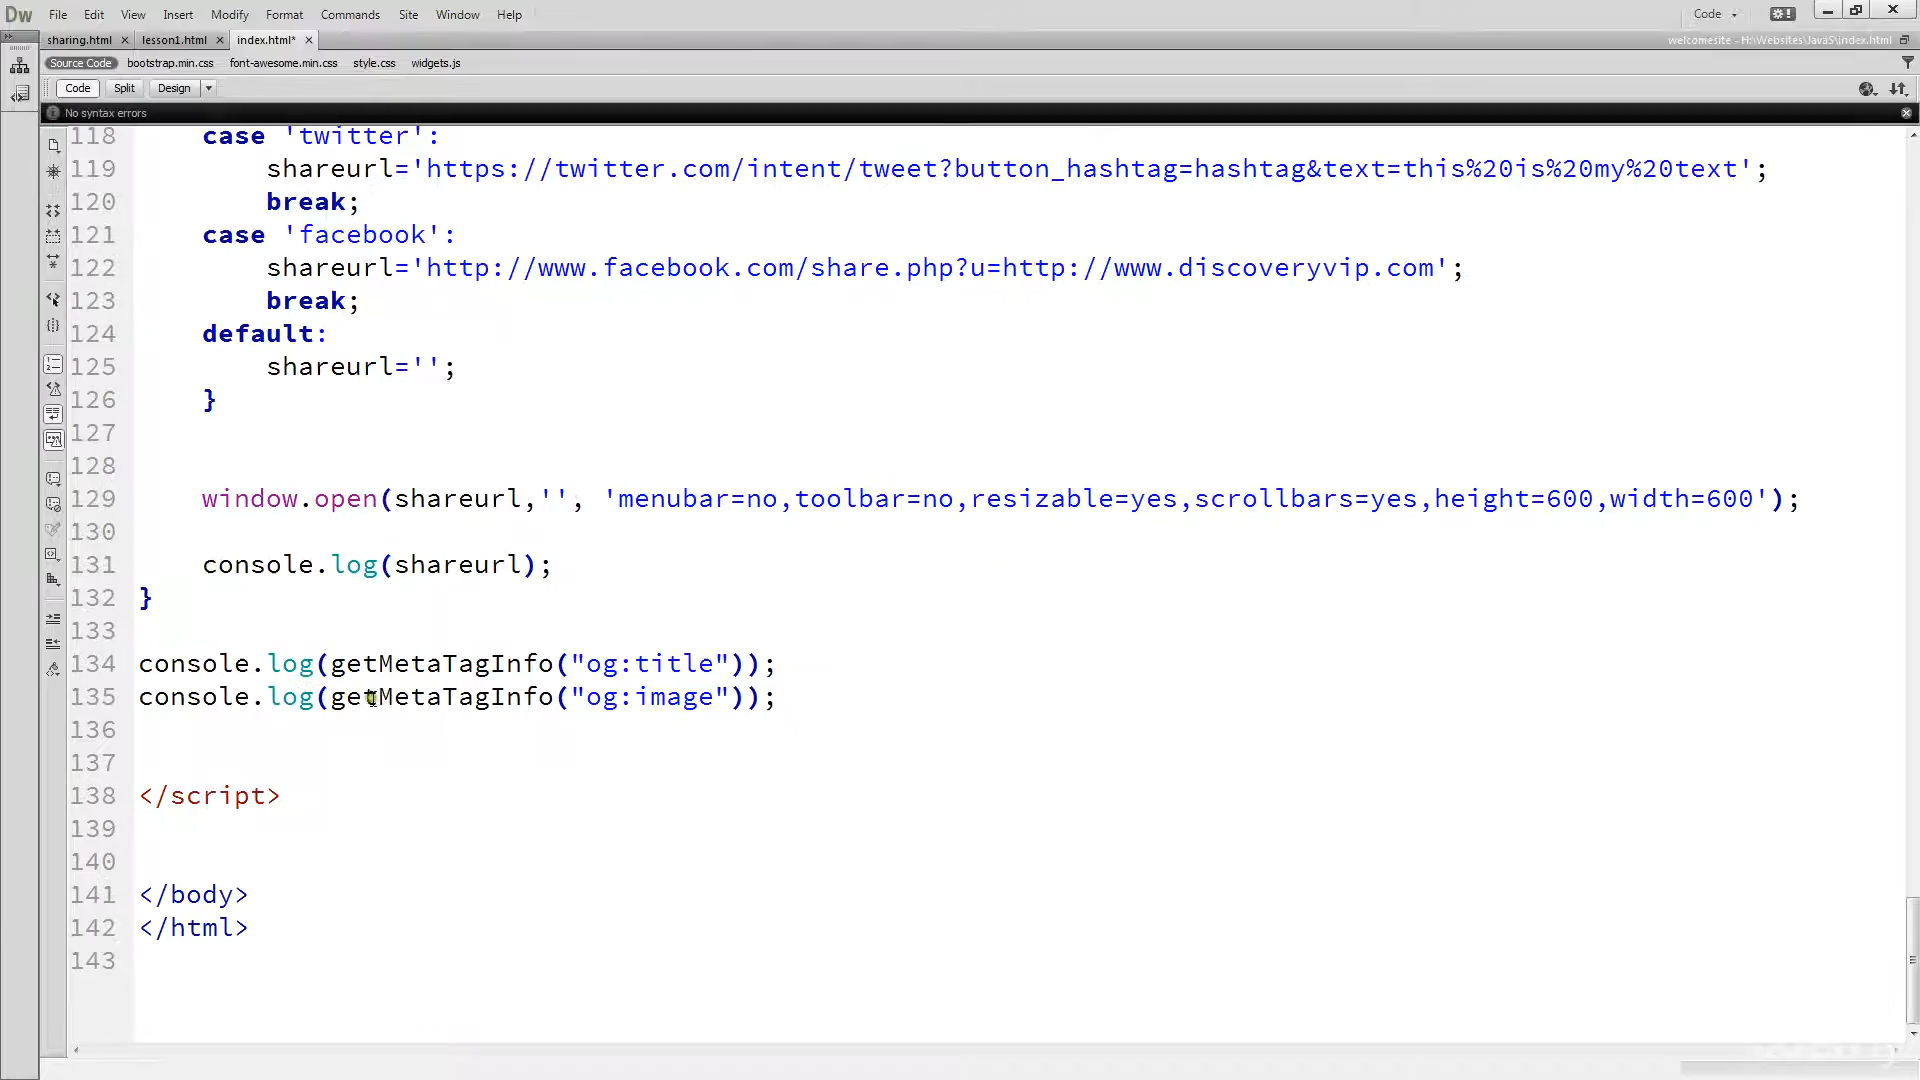 Dw File Edit View Insert Modify Format Commands Site Window Help Code
sharing.html lesson1.html index.html* welcomesite - H:\Websites\JavaS\index.html
Source Code bootstrap.min.css font-awesome.min.css style.css widgets.js
Code Split Design
No syntax errors
118 case 'twitter':
119 shareurl='https://twitter.com/intent/tweet?button_hashtag=hashtag&text=this%20is%20my%20text';
120 break;
121 case 'facebook':
122 shareurl='http://www.facebook.com/share.php?u=http://www.discoveryvip.com';
123 break;
124 default:
125 shareurl='';
126 }
127
128
129 window.open(shareurl,'', 'menubar=no,toolbar=no,resizable=yes,scrollbars=yes,height=600,width=600');
130
131 console.log(shareurl);
132 }
133
134 console.log(getMetaTagInfo("og:title"));
135 console.log(getMetaTagInfo("og:image"));
136
137
138 </script>
139
140
141 </body>
142 </html>
143